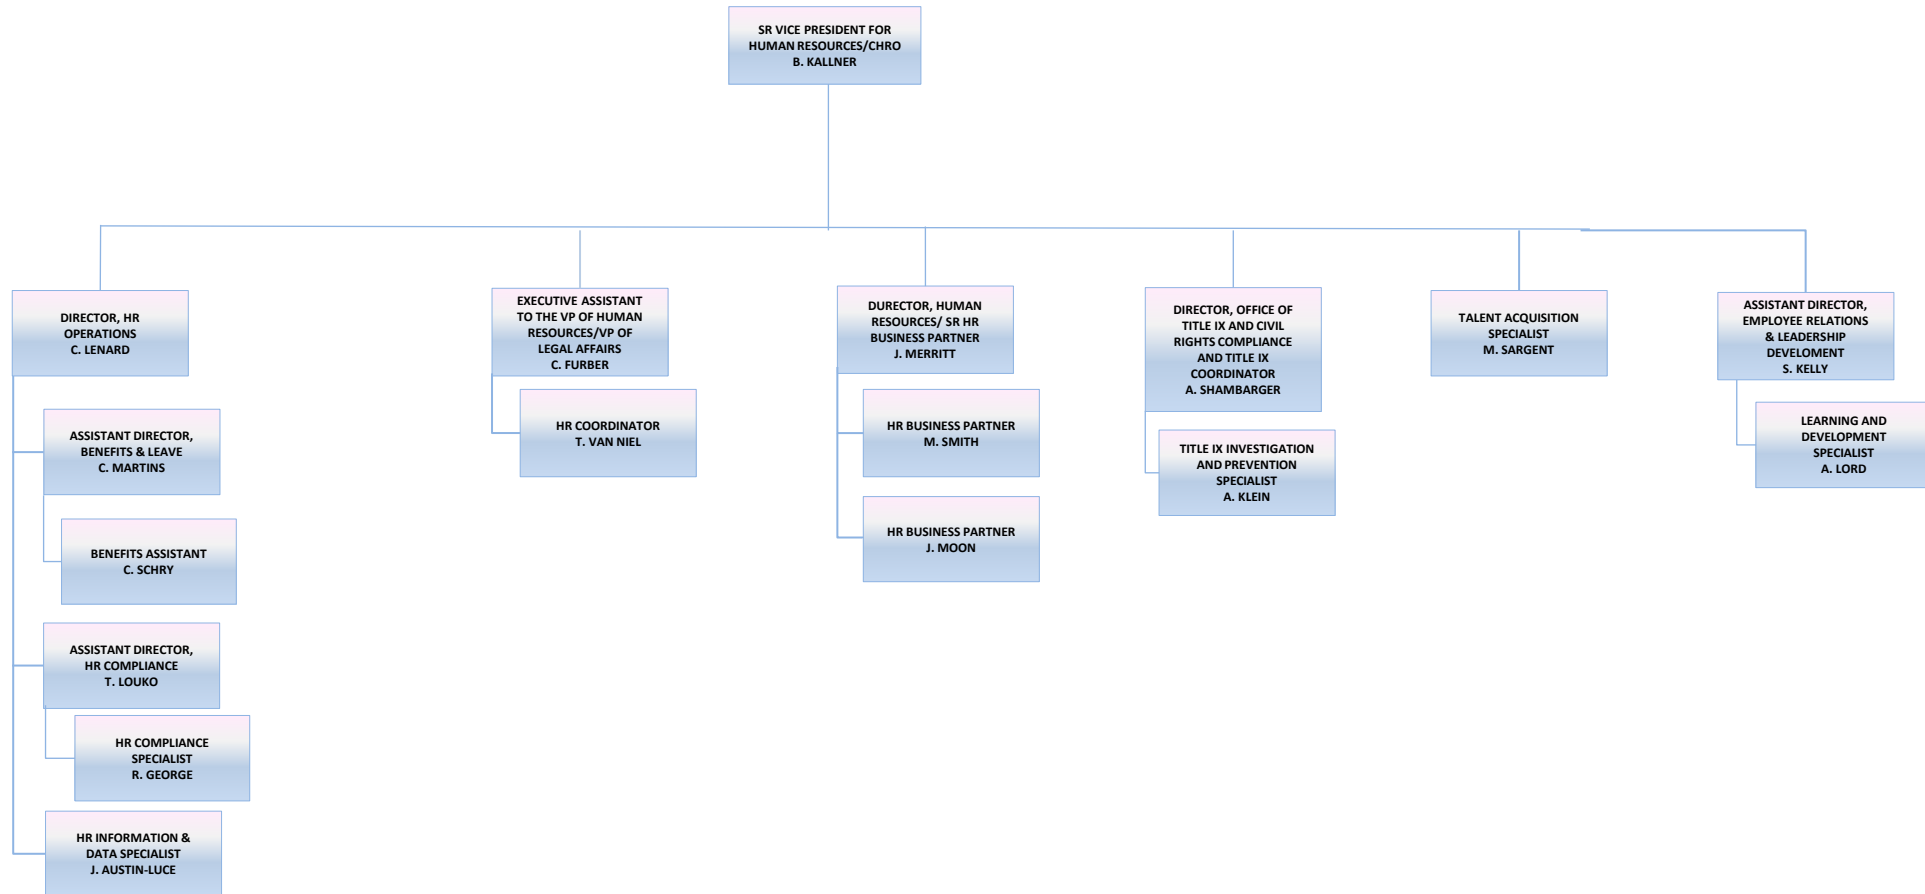 SR VICE PRESIDENT FOR
HUMAN RESOURCES/CHRO
B. KALLNER
DIRECTOR, HR
OPERATIONS
C. LENARD
ASSISTANT DIRECTOR,
BENEFITS & LEAVE
C. MARTINS
BENEFITS ASSISTANT
C. SCHRY
ASSISTANT DIRECTOR,
HR COMPLIANCE
T. LOUKO
HR COMPLIANCE
SPECIALIST
R. GEORGE
HR INFORMATION &
DATA SPECIALIST
J. AUSTIN-LUCE
EXECUTIVE ASSISTANT
TO THE VP OF HUMAN
RESOURCES/VP OF
LEGAL AFFAIRS
C. FURBER
HR COORDINATOR
T. VAN NIEL
DURECTOR, HUMAN
RESOURCES/ SR HR
BUSINESS PARTNER
J. MERRITT
HR BUSINESS PARTNER
M. SMITH
HR BUSINESS PARTNER
J. MOON
DIRECTOR, OFFICE OF
TITLE IX AND CIVIL
RIGHTS COMPLIANCE
AND TITLE IX
COORDINATOR
A. SHAMBARGER
TITLE IX INVESTIGATION
AND PREVENTION
SPECIALIST
A. KLEIN
TALENT ACQUISITION
SPECIALIST
M. SARGENT
ASSISTANT DIRECTOR,
EMPLOYEE RELATIONS
& LEADERSHIP
DEVELOMENT
S. KELLY
LEARNING AND
DEVELOPMENT
SPECIALIST
A. LORD